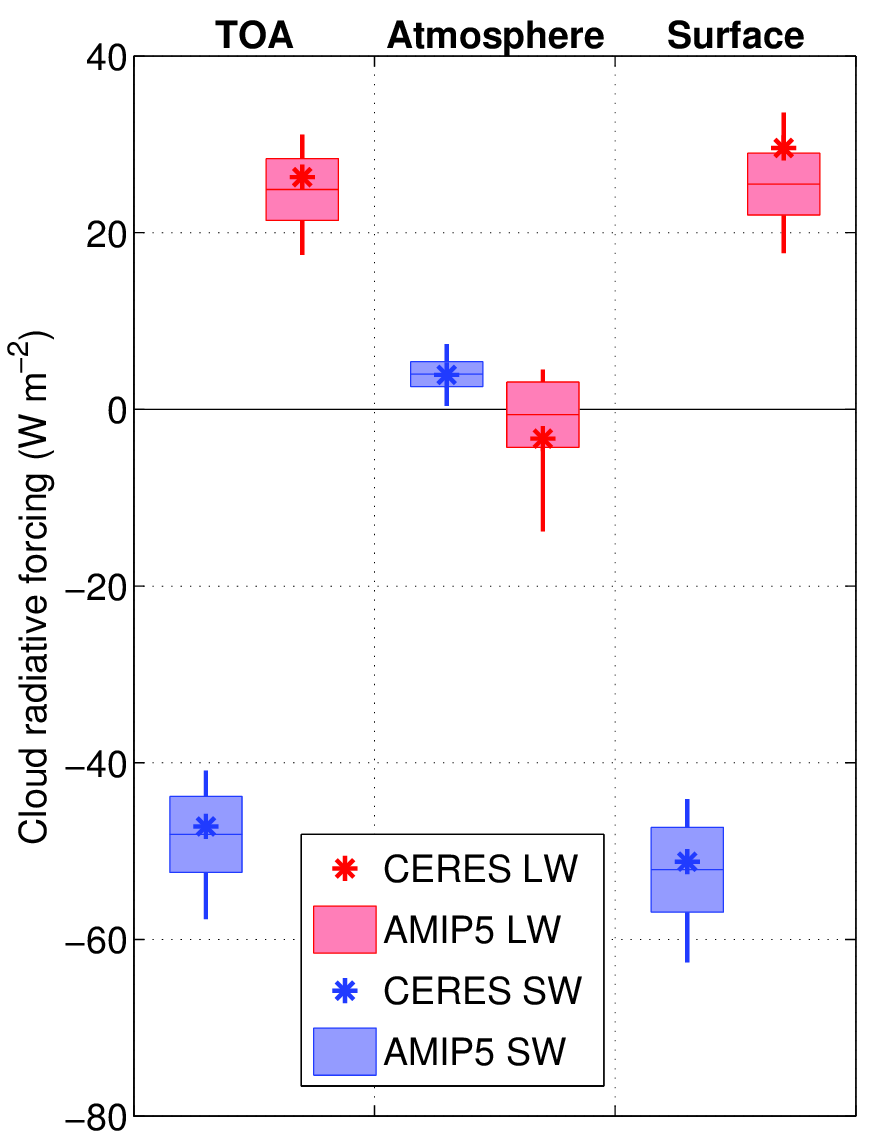 TOA Atmosphere Surface
40
20
0
−20
−40
−60
−80
Cloud radiative forcing (W m−2)
CERES LW
AMIP5 LW
CERES SW
AMIP5 SW